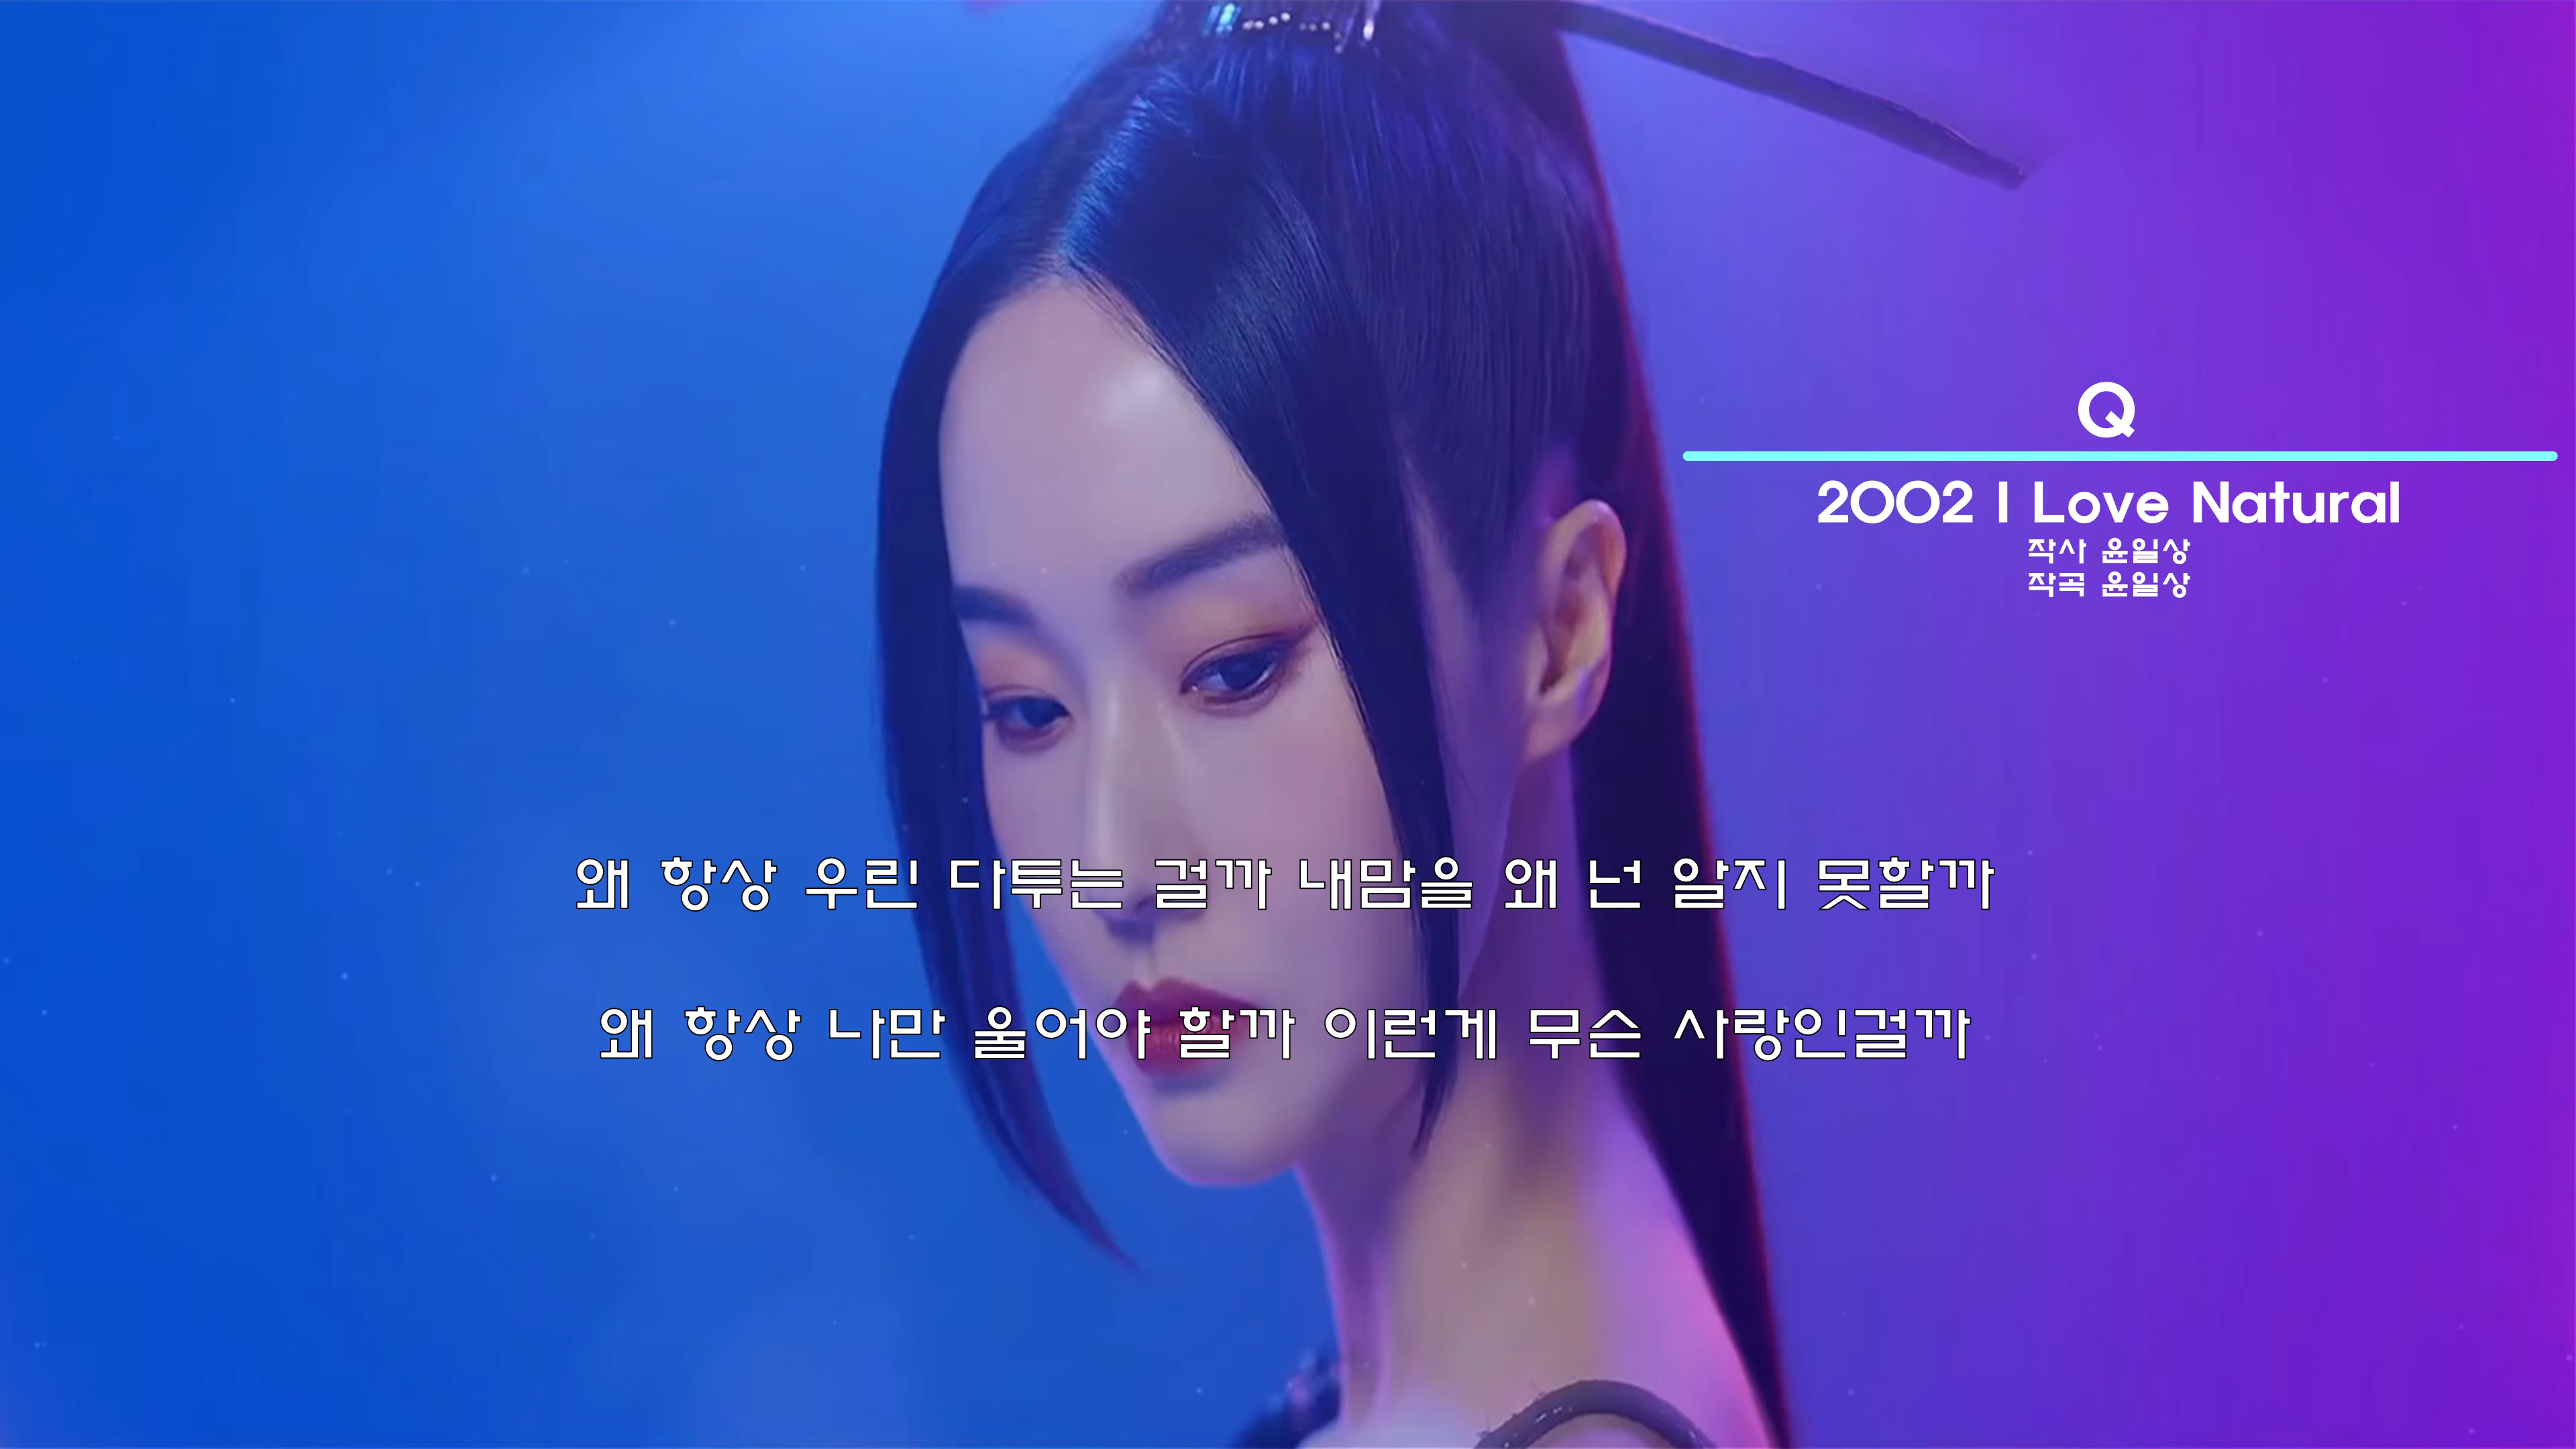 Q
2002 I Love Natural
작사 윤일상
작곡 윤일상
왜 항상 우린 다투는 걸까 내맘을 왜 넌 알지 못할까
왜 항상 나만 울어야 할까 이런게 무슨 사랑인걸까